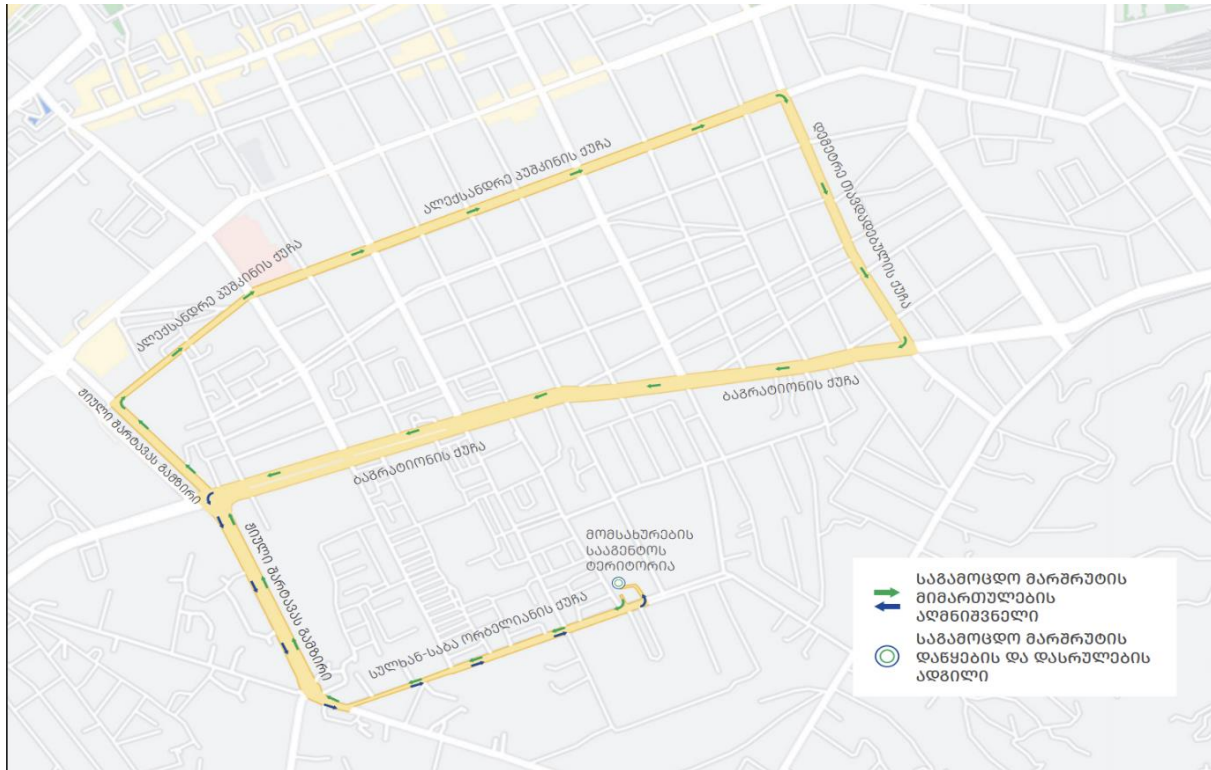 ალექსანდრე პუშკინის ქუჩა
დემეტრე თავდადებულის ქუჩა
ალექსანდრე პუშკინის ქუჩა
ბაგრატიონის ქუჩა
ჟიული შარტავას გამზირი
ბაგრატიონის ქუჩა
ჟიული შარტავას გამზირი
მომსახურების
სააგენტოს
ტერიტორია
სულხან-საბა ორბელიანის ქუჩა
საგამოცდო მარშრუტის
მიმართულების
აღმნიშვნელი
საგამოცდო მარშრუტის
დაწყების და დასრულების
ადგილი